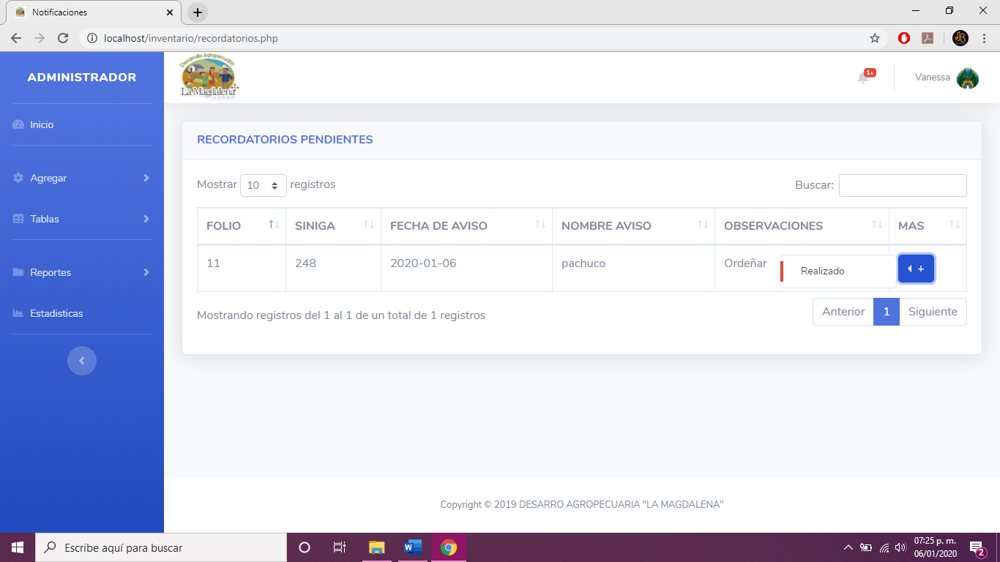 Notificaciones
localhost/inventario/recordatorios.php
ADMINISTRADOR
Inicio
Agregar
Tablas
Reportes
Estadisticas
Desarrollo Agropecuario
La Magdalena
1+
Vanessa
RECORDATORIOS PENDIENTES
Mostrar 10 registros
Buscar:
FOLIO SINIGA FECHA DE AVISO NOMBRE AVISO OBSERVACIONES MAS
11 248 2020-01-06 pachuco Ordeñar Realizado +
Mostrando registros del 1 al 1 de un total de 1 registros
Anterior 1 Siguiente
Copyright © 2019 DESARRO AGROPECUARIA "LA MAGDALENA"
Escribe aquí para buscar
07:25 p. m.
06/01/2020
2